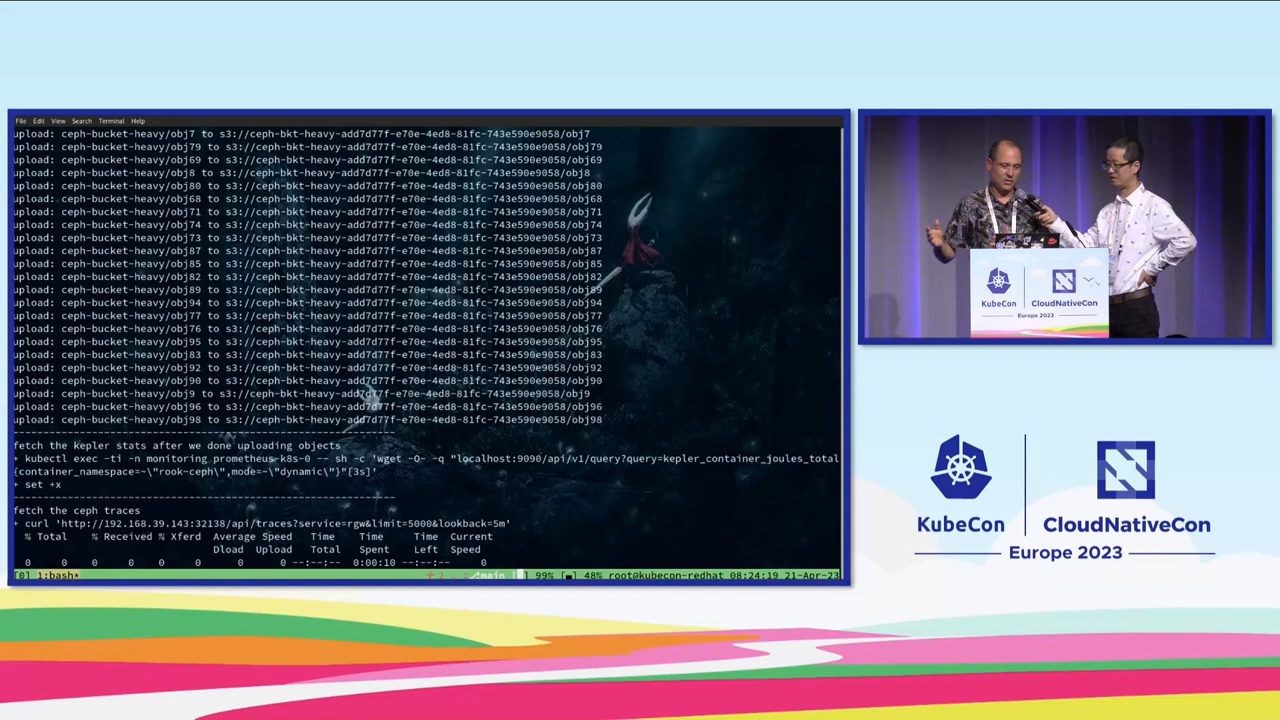 File Edit View Search Terminal Help
upload: ceph-bucket-heavy/obj7 to s3://ceph-bkt-heavy-add7d77f-e70e-4ed8-81fc-743e590e9058/obj7
upload: ceph-bucket-heavy/obj79 to s3://ceph-bkt-heavy-add7d77f-e70e-4ed8-81fc-743e590e9058/obj79
upload: ceph-bucket-heavy/obj69 to s3://ceph-bkt-heavy-add7d77f-e70e-4ed8-81fc-743e590e9058/obj69
upload: ceph-bucket-heavy/obj8 to s3://ceph-bkt-heavy-add7d77f-e70e-4ed8-81fc-743e590e9058/obj8
upload: ceph-bucket-heavy/obj80 to s3://ceph-bkt-heavy-add7d77f-e70e-4ed8-81fc-743e590e9058/obj80
upload: ceph-bucket-heavy/obj68 to s3://ceph-bkt-heavy-add7d77f-e70e-4ed8-81fc-743e590e9058/obj68
upload: ceph-bucket-heavy/obj71 to s3://ceph-bkt-heavy-add7d77f-e70e-4ed8-81fc-743e590e9058/obj71
upload: ceph-bucket-heavy/obj74 to s3://ceph-bkt-heavy-add7d77f-e70e-4ed8-81fc-743e590e9058/obj74
upload: ceph-bucket-heavy/obj73 to s3://ceph-bkt-heavy-add7d77f-e70e-4ed8-81fc-743e590e9058/obj73
upload: ceph-bucket-heavy/obj87 to s3://ceph-bkt-heavy-add7d77f-e70e-4ed8-81fc-743e590e9058/obj87
upload: ceph-bucket-heavy/obj85 to s3://ceph-bkt-heavy-add7d77f-e70e-4ed8-81fc-743e590e9058/obj85
upload: ceph-bucket-heavy/obj82 to s3://ceph-bkt-heavy-add7d77f-e70e-4ed8-81fc-743e590e9058/obj82
upload: ceph-bucket-heavy/obj89 to s3://ceph-bkt-heavy-add7d77f-e70e-4ed8-81fc-743e590e9058/obj89
upload: ceph-bucket-heavy/obj94 to s3://ceph-bkt-heavy-add7d77f-e70e-4ed8-81fc-743e590e9058/obj94
upload: ceph-bucket-heavy/obj77 to s3://ceph-bkt-heavy-add7d77f-e70e-4ed8-81fc-743e590e9058/obj77
upload: ceph-bucket-heavy/obj76 to s3://ceph-bkt-heavy-add7d77f-e70e-4ed8-81fc-743e590e9058/obj76
upload: ceph-bucket-heavy/obj95 to s3://ceph-bkt-heavy-add7d77f-e70e-4ed8-81fc-743e590e9058/obj95
upload: ceph-bucket-heavy/obj83 to s3://ceph-bkt-heavy-add7d77f-e70e-4ed8-81fc-743e590e9058/obj83
upload: ceph-bucket-heavy/obj92 to s3://ceph-bkt-heavy-add7d77f-e70e-4ed8-81fc-743e590e9058/obj92
upload: ceph-bucket-heavy/obj90 to s3://ceph-bkt-heavy-add7d77f-e70e-4ed8-81fc-743e590e9058/obj90
upload: ceph-bucket-heavy/obj9 to s3://ceph-bkt-heavy-add7d77f-e70e-4ed8-81fc-743e590e9058/obj9
upload: ceph-bucket-heavy/obj96 to s3://ceph-bkt-heavy-add7d77f-e70e-4ed8-81fc-743e590e9058/obj96
upload: ceph-bucket-heavy/obj98 to s3://ceph-bkt-heavy-add7d77f-e70e-4ed8-81fc-743e590e9058/obj98
----------------------------------------------------------------
fetch the kepler stats after we done uploading objects
+ kubectl exec -ti -n monitoring prometheus-k8s-0 -- sh -c 'wget -O- -q "localhost:9090/api/v1/query?query=kepler_container_joules_total
{container_namespace=~\"rook-ceph\",mode=~\"dynamic\"}"[3s]'
+ set +x
----------------------------------------------------------------
fetch the ceph traces
+ curl 'http://192.168.39.143:32138/api/traces?service=rgw&limit=5000&lookback=5m'
% Total % Received % Xferd Average Speed Time Time Time Current
Dload Upload Total Spent Left Speed
0 0 0 0 0 0 0 0 --:--:-- 0:00:10 --:--:-- 0
[0] 1:bash* main 99% 48% root@kubecon-redhat 08:24:19 21-Apr-23
KubeCon CloudNativeCon
Europe 2023
KubeCon CloudNativeCon
Europe 2023